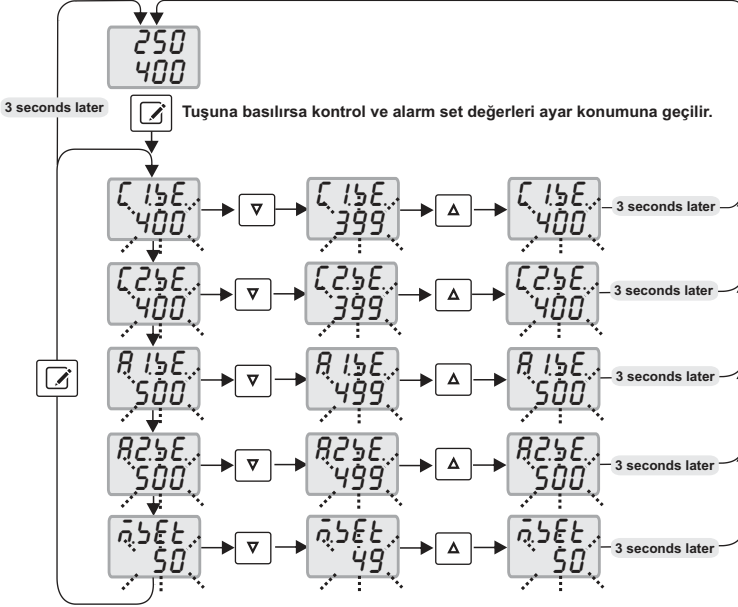 250
400
3 seconds later
Tuşuna basılırsa kontrol ve alarm set değerleri ayar konumuna geçilir.
C1.SE.
400
C1.SE.
399
C1.SE.
400
3 seconds later
C2.SE.
400
C2.SE.
399
C2.SE.
400
3 seconds later
A1.SE.
500
A1.SE.
499
A1.SE.
500
3 seconds later
A2.SE.
500
A2SE.
499
A2.SE.
500
3 seconds later
m.SEt
50
m.SEt
49
m.SEt
50
3 seconds later